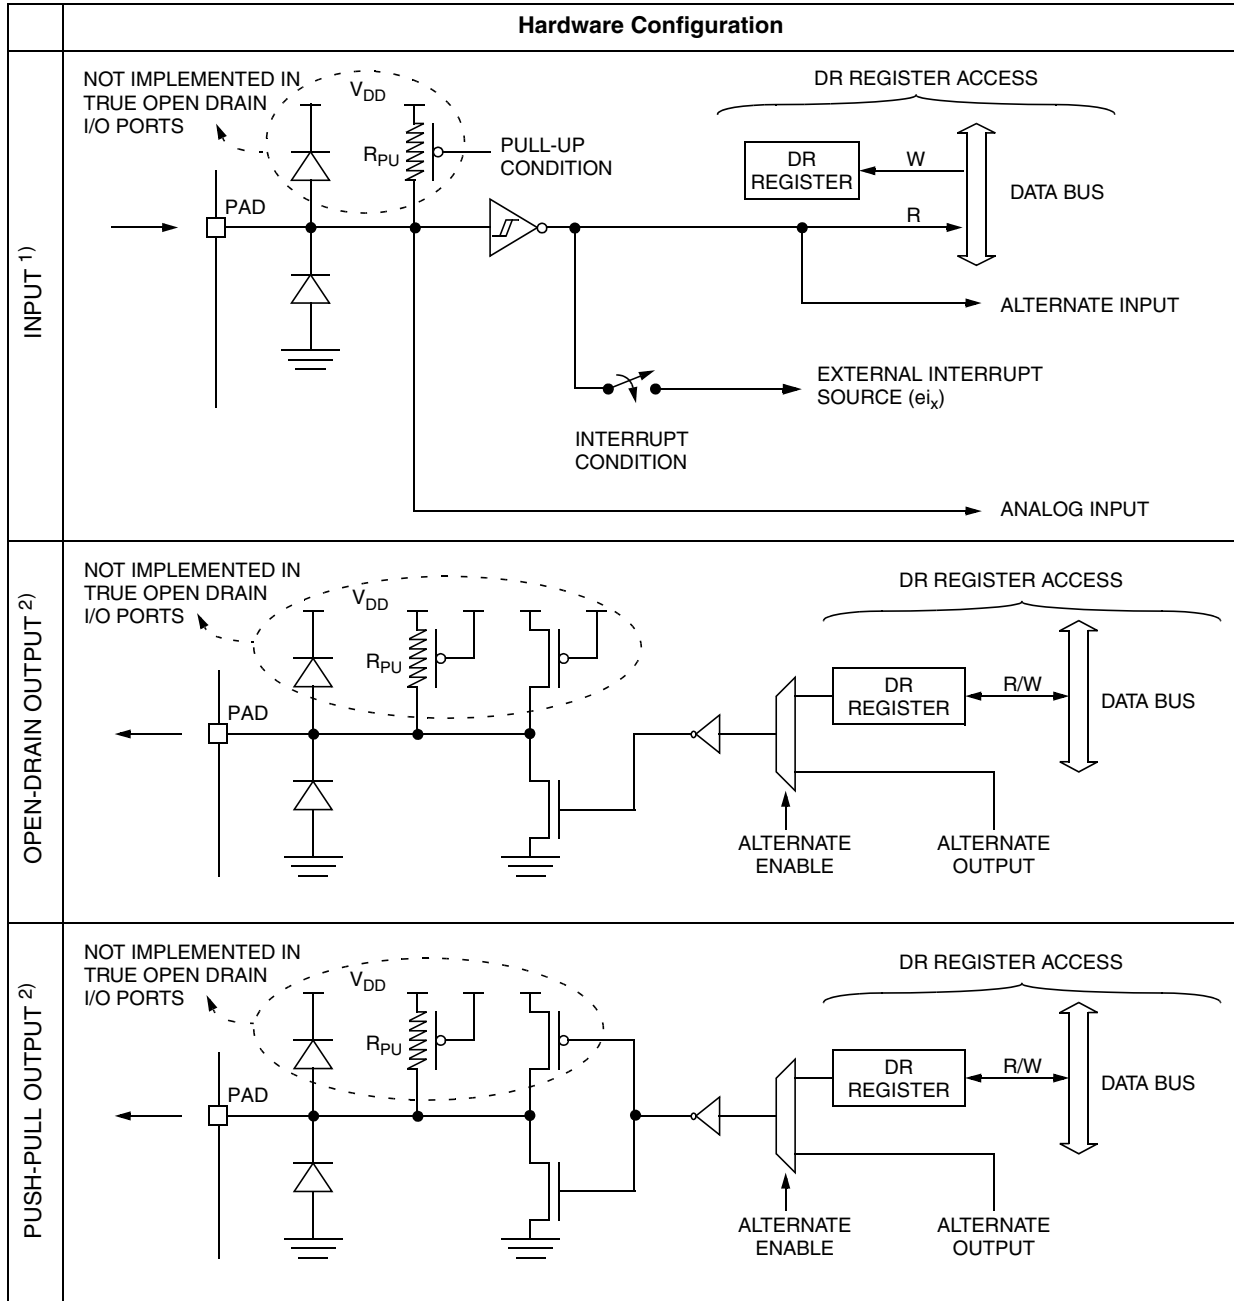 Hardware Configuration
INPUT 1)
NOT IMPLEMENTED IN
TRUE OPEN DRAIN
I/O PORTS
VDD
RPU
PULL-UP
CONDITION
PAD
DR REGISTER ACCESS
DR
REGISTER
W
R
DATA BUS
ALTERNATE INPUT
EXTERNAL INTERRUPT
SOURCE (eix)
INTERRUPT
CONDITION
ANALOG INPUT
OPEN-DRAIN OUTPUT 2)
NOT IMPLEMENTED IN
TRUE OPEN DRAIN
I/O PORTS
VDD
RPU
PAD
DR REGISTER ACCESS
DR
REGISTER
R/W
DATA BUS
ALTERNATE
ENABLE
ALTERNATE
OUTPUT
PUSH-PULL OUTPUT 2)
NOT IMPLEMENTED IN
TRUE OPEN DRAIN
I/O PORTS
VDD
RPU
PAD
DR REGISTER ACCESS
DR
REGISTER
R/W
DATA BUS
ALTERNATE
ENABLE
ALTERNATE
OUTPUT